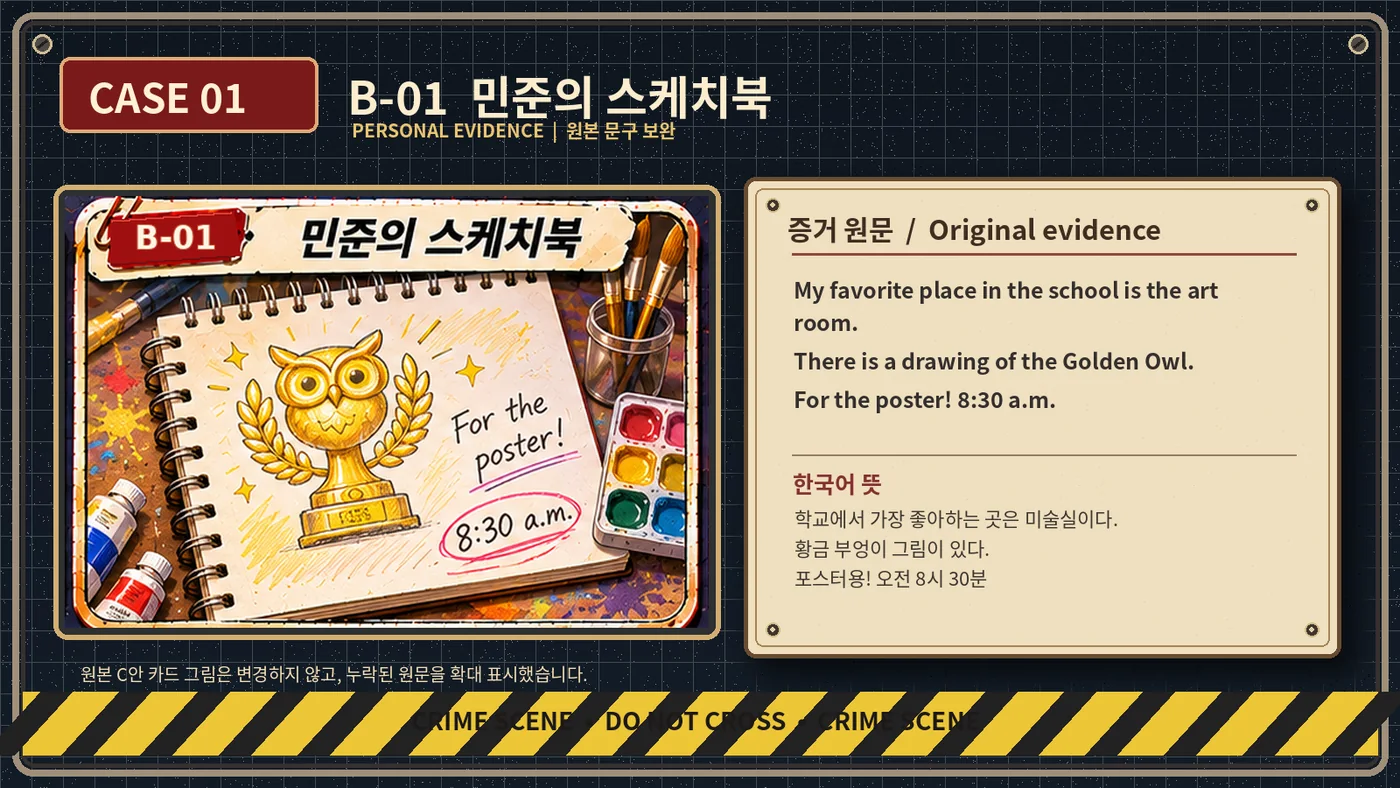 CASE 01
B-01 민준의 스케치북
PERSONAL EVIDENCE | 원본 문구 보완
B-01
민준의 스케치북
For the
poster!
8:30 a.m.
증거 원문 / Original evidence
My favorite place in the school is the art
room.
There is a drawing of the Golden Owl.
For the poster! 8:30 a.m.
한국어 뜻
학교에서 가장 좋아하는 곳은 미술실이다.
황금 부엉이 그림이 있다.
포스터용! 오전 8시 30분
원본 C안 카드 그림은 변경하지 않고, 누락된 원문을 확대 표시했습니다.
CRIME SCENE • DO NOT CROSS • CRIME SCENE